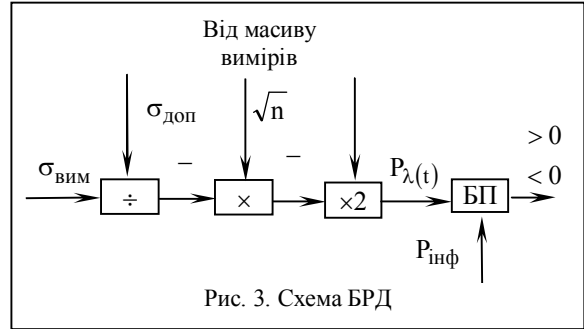 Від масиву
вимірів
σдоп
√n
> 0
σвим
–
–
Pλ(t)
< 0
÷
×
×2
БП
Pінф
Рис. 3. Схема БРД